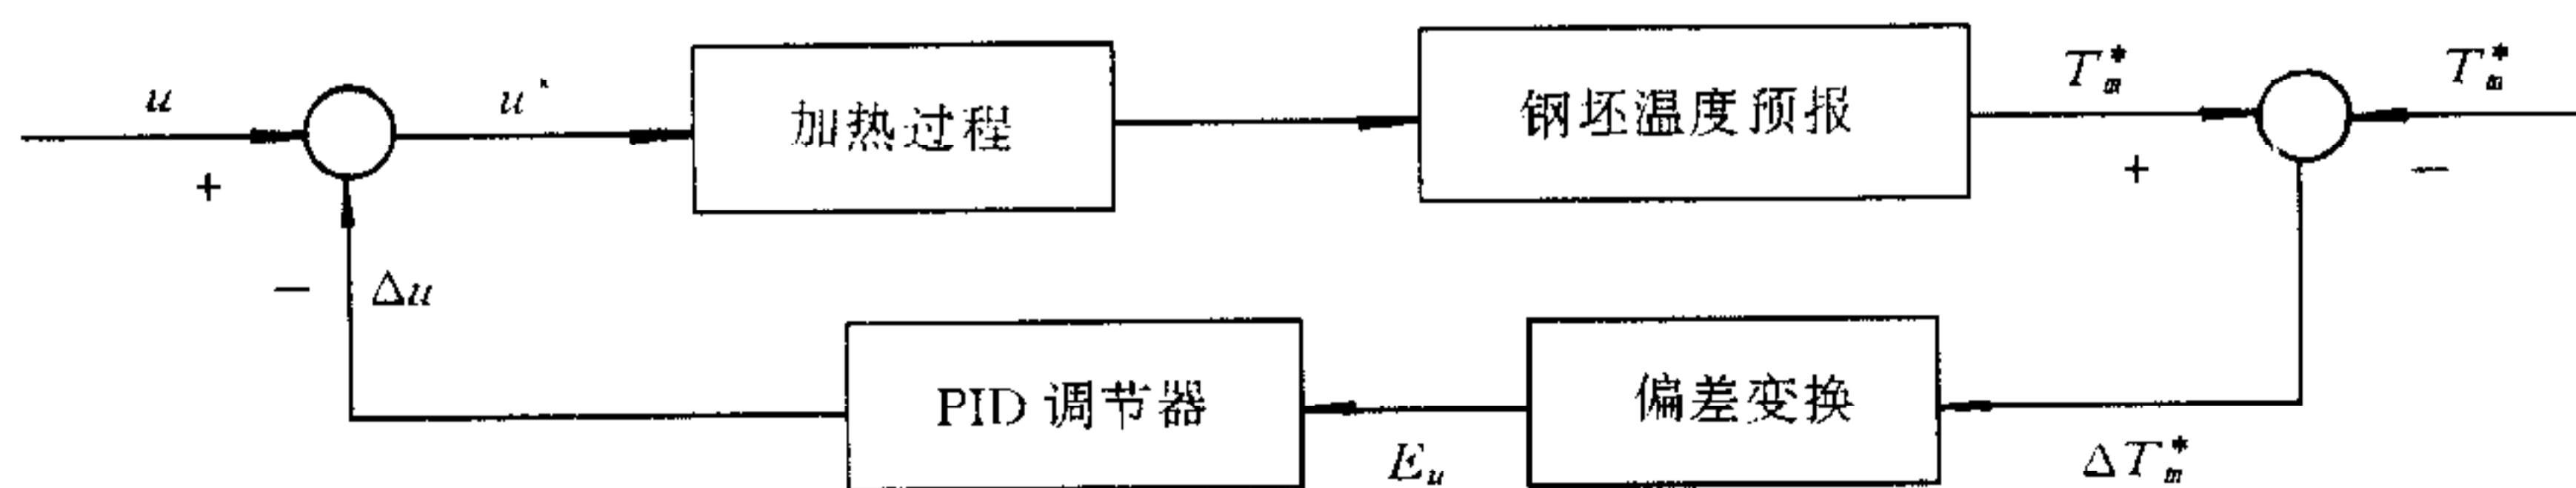 u
u*
加热过程
钢坯温度预报
T*m
T*m
+
+
−
−
Δu
PID 调节器
Eu
偏差变换
ΔT*m